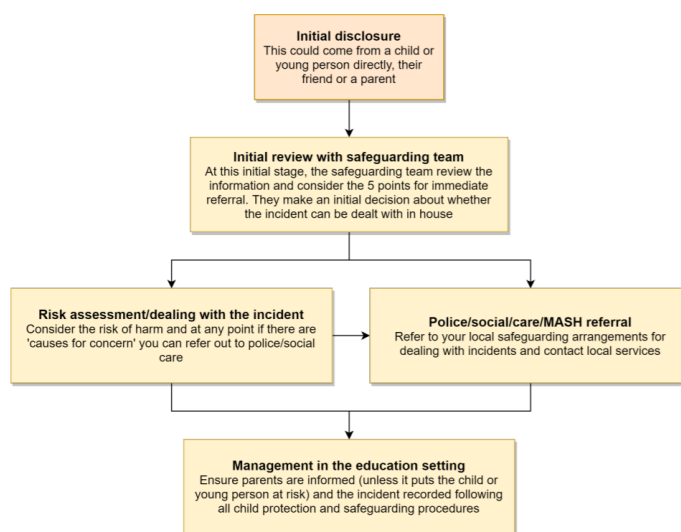 Initial disclosure
This could come from a child or
young person directly, their
friend or a parent
Initial review with safeguarding team
At this initial stage, the safeguarding team review the
information and consider the 5 points for immediate
referral. They make an initial decision about whether
the incident can be dealt with in house
Risk assessment/dealing with the incident
Consider the risk of harm and at any point if there are
'causes for concern' you can refer out to police/social
care
Police/social/care/MASH referral
Refer to your local safeguarding arrangements for
dealing with incidents and contact local services
Management in the education setting
Ensure parents are informed (unless it puts the child or
young person at risk) and the incident recorded following
all child protection and safeguarding procedures